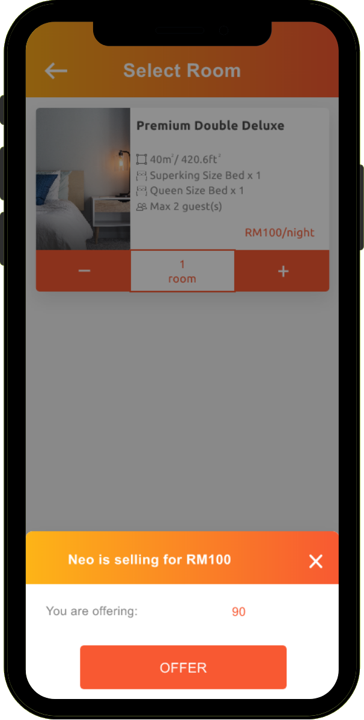 Select Room
Premium Double Deluxe
40m²/ 420.6ft²
Superking Size Bed x 1
Queen Size Bed x 1
Max 2 guest(s)
RM100/night
− 1 +
room
Neo is selling for RM100 ×
You are offering: 90
OFFER